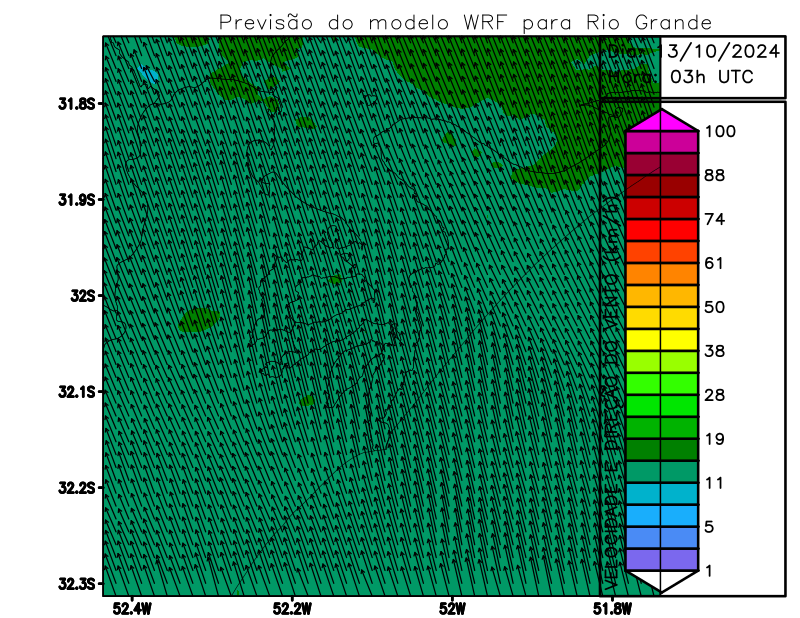 Previsão do modelo WRF para Rio Grande
Dia: 13/10/2024
Hora: 03h UTC
31.8S
31.9S
32S
32.1S
32.2S
32.3S
52.4W
52.2W
52W
51.8W
VELOCIDADE E DIREÇÃO DO VENTO (km/h)
100
88
74
61
50
38
28
19
11
5
1